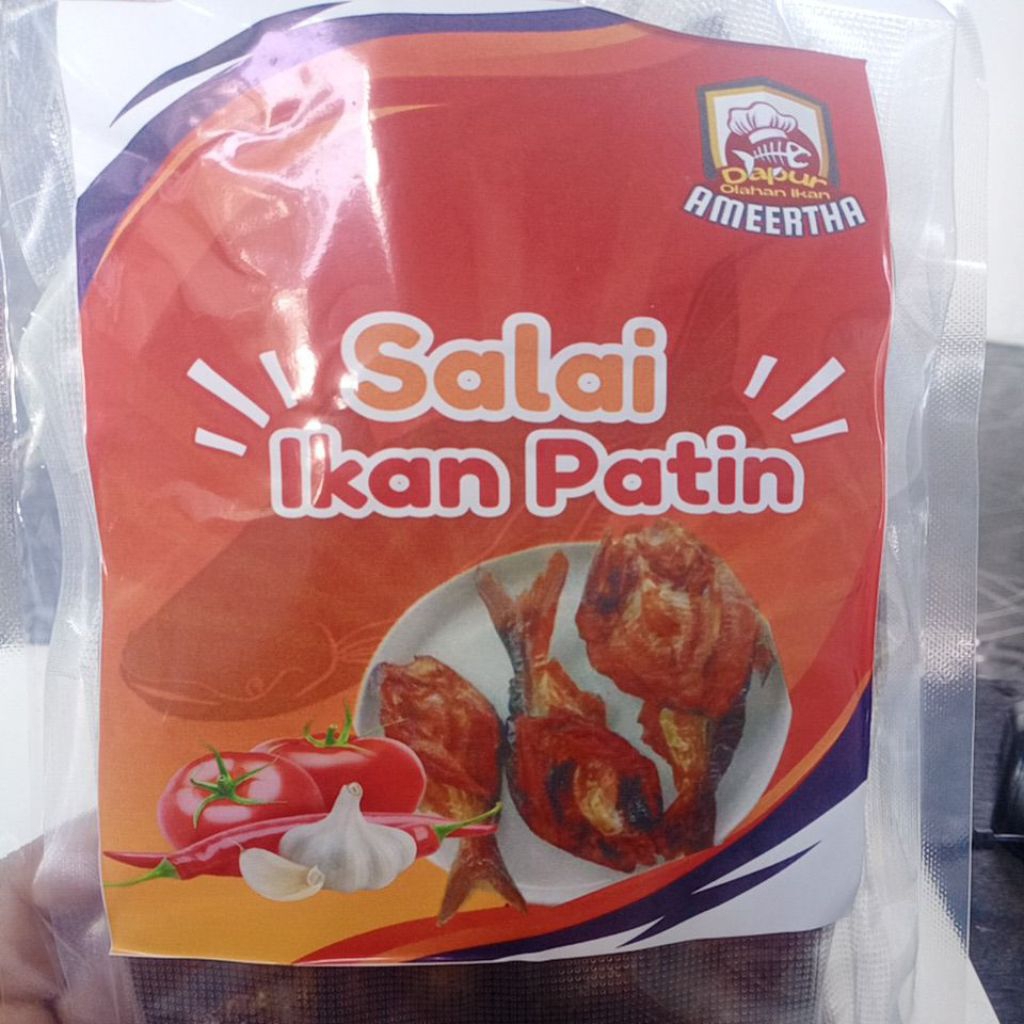 Dapur
Olahan Ikan
AMEERTHA
Salai
Ikan Patin